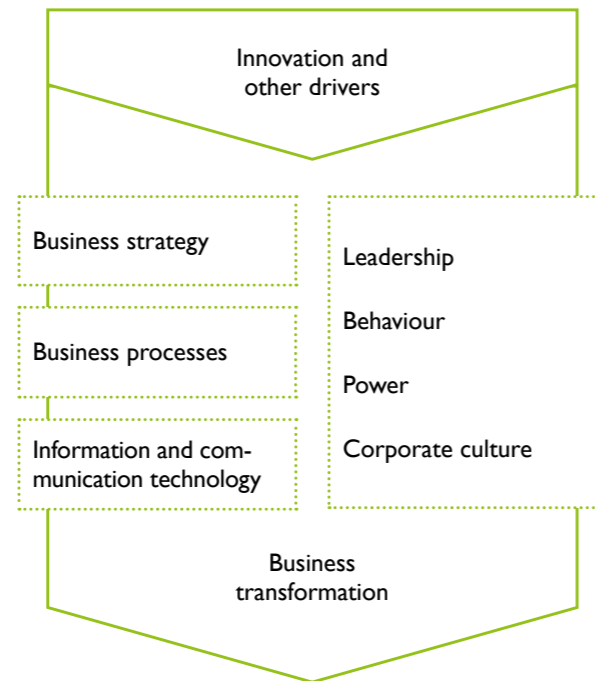 Innovation and
other drivers
Business strategy
Business processes
Information and com-
munication technology
Leadership
Behaviour
Power
Corporate culture
Business
transformation